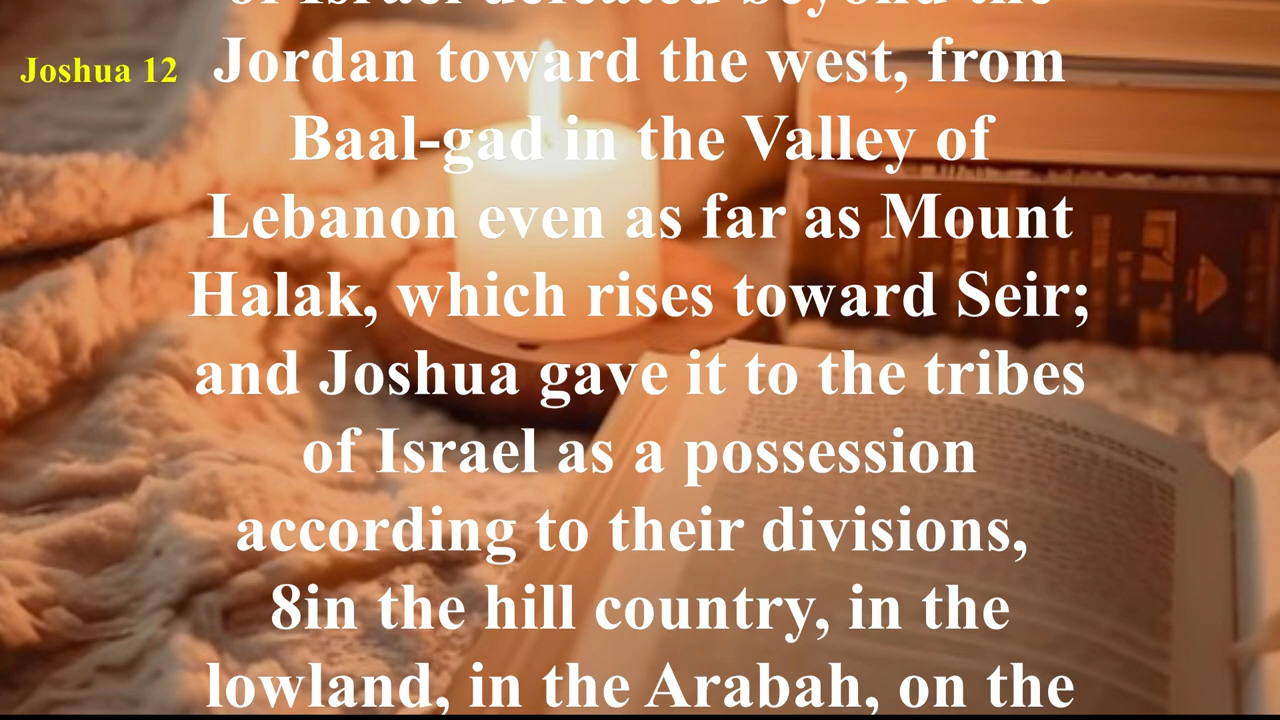 of Israel defeated beyond the
Joshua 12
Jordan toward the west, from
Baal-gad in the Valley of
Lebanon even as far as Mount
Halak, which rises toward Seir;
and Joshua gave it to the tribes
of Israel as a possession
according to their divisions,
8in the hill country, in the
lowland, in the Arabah, on the